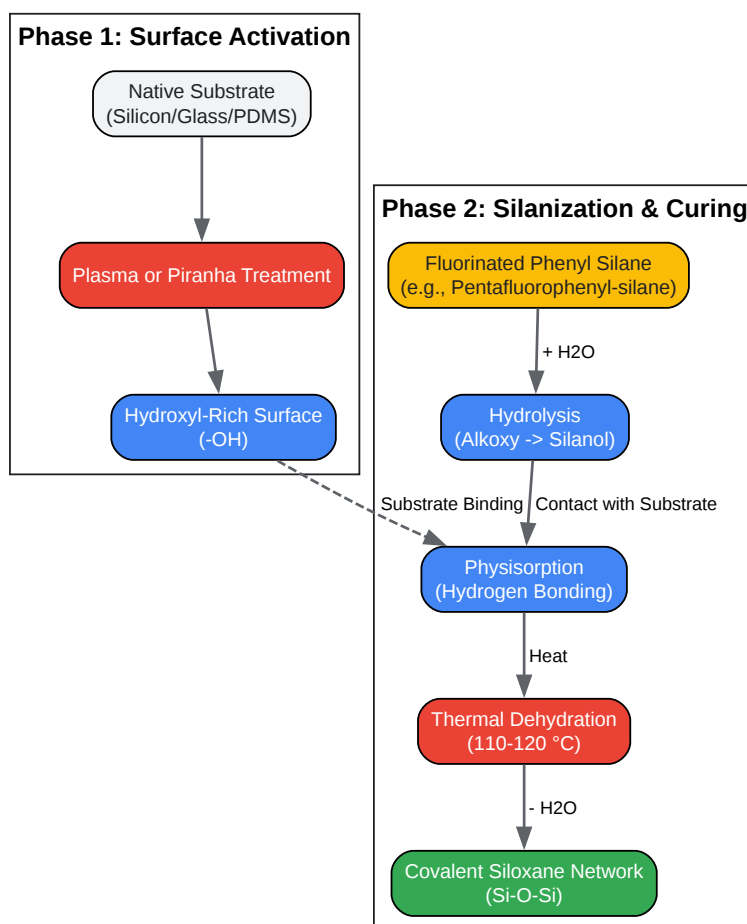 Phase 1: Surface Activation
Native Substrate
(Silicon/Glass/PDMS)
Plasma or Piranha Treatment
Hydroxyl-Rich Surface
(-OH)
Phase 2: Silanization & Curing
Fluorinated Phenyl Silane
(e.g., Pentafluorophenyl-silane)
+ H2O
Hydrolysis
(Alkoxy -> Silanol)
Substrate Binding
Contact with Substrate
Physisorption
(Hydrogen Bonding)
Heat
Thermal Dehydration
(110-120 °C)
- H2O
Covalent Siloxane Network
(Si-O-Si)